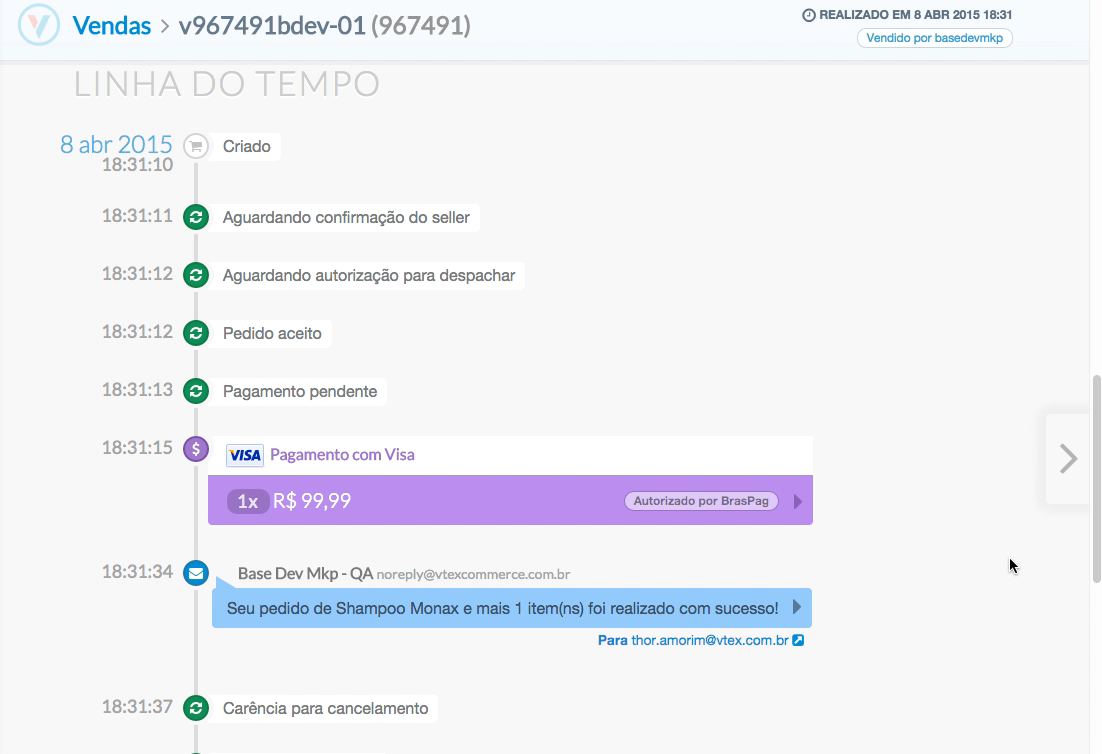 Vendas > v967491bdev-01 (967491)
REALIZADO EM 8 ABR 2015 18:31
Vendido por basedevmkp
LINHA DO TEMPO
8 abr 2015
18:31:10
Criado
18:31:11
Aguardando confirmação do seller
18:31:12
Aguardando autorização para despachar
18:31:12
Pedido aceito
18:31:13
Pagamento pendente
18:31:15
$
VISA
Pagamento com Visa
1x R$ 99,99
Autorizado por BrasPag
18:31:34
Base Dev Mkp - QA noreply@vtexcommerce.com.br
Seu pedido de Shampoo Monax e mais 1 item(ns) foi realizado com sucesso!
Para thor.amorim@vtex.com.br
18:31:37
Carência para cancelamento